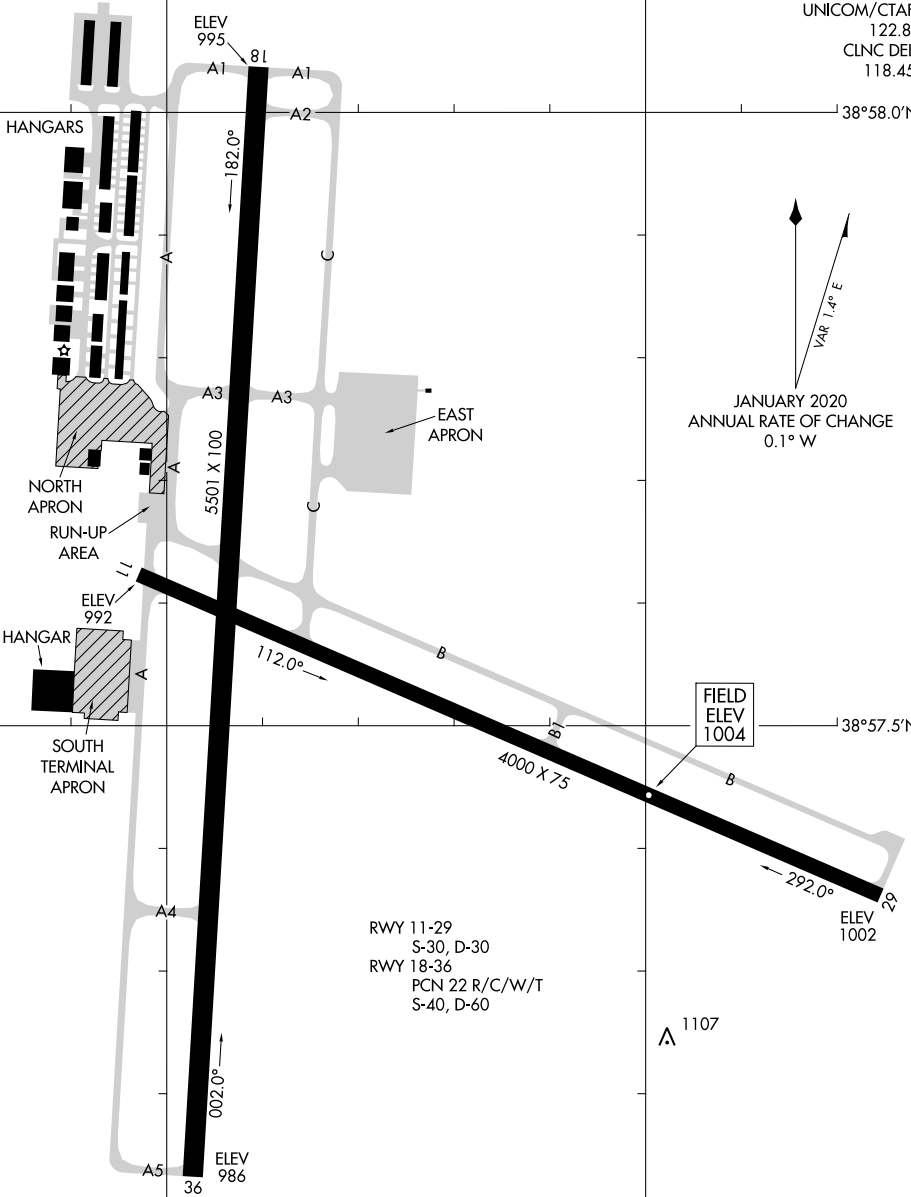 UNICOM/CTAF
122.8
CLNC DEL
118.45
ELEV
995
18
A1
A1
A2
38°58.0'N
HANGARS
182.0°
A
C
VAR 1.4° E
JANUARY 2020
ANNUAL RATE OF CHANGE
0.1° W
A3
A3
EAST
APRON
5501 X 100
A
NORTH
APRON
C
RUN-UP
AREA
11
ELEV
992
HANGAR
A
112.0°
B
FIELD
ELEV
1004
B1
38°57.5'N
SOUTH
TERMINAL
APRON
4000 X 75
B
292.0°
29
ELEV
1002
A4
RWY 11-29
S-30, D-30
RWY 18-36
PCN 22 R/C/W/T
S-40, D-60
1107
002.0°
A5
ELEV
986
36